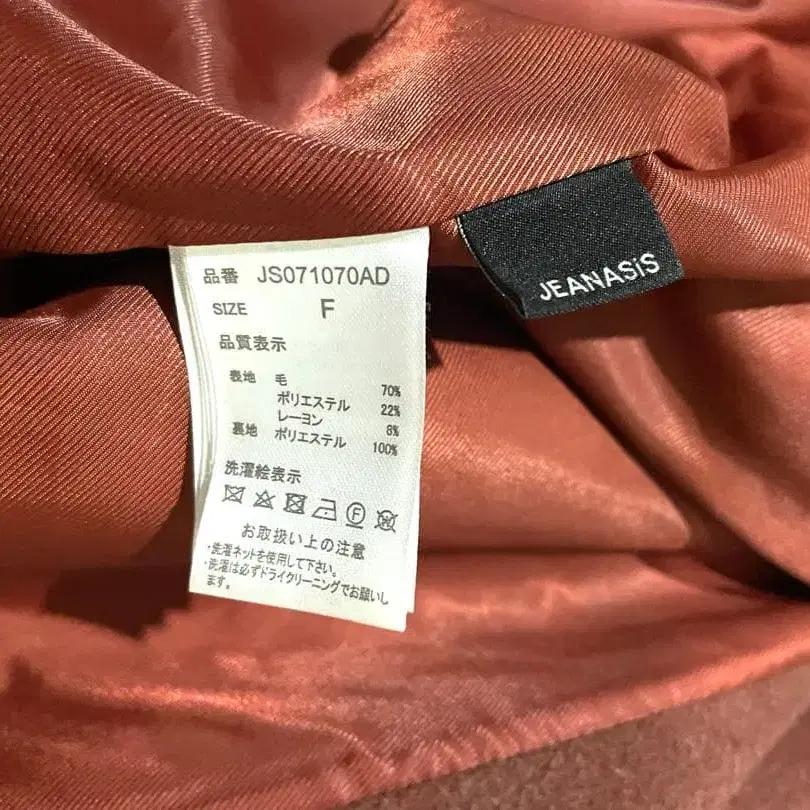 品番 JS071070AD
SIZE F
品質表示
表地 毛 70%
ポリエステル 22%
レーヨン 8%
裏地 ポリエステル 100%
洗濯絵表示
お取扱い上の注意
・洗濯ネットを使用して下さい。
・洗濯は必ずドライクリーニングでお願いし
ます。
JEANASiS